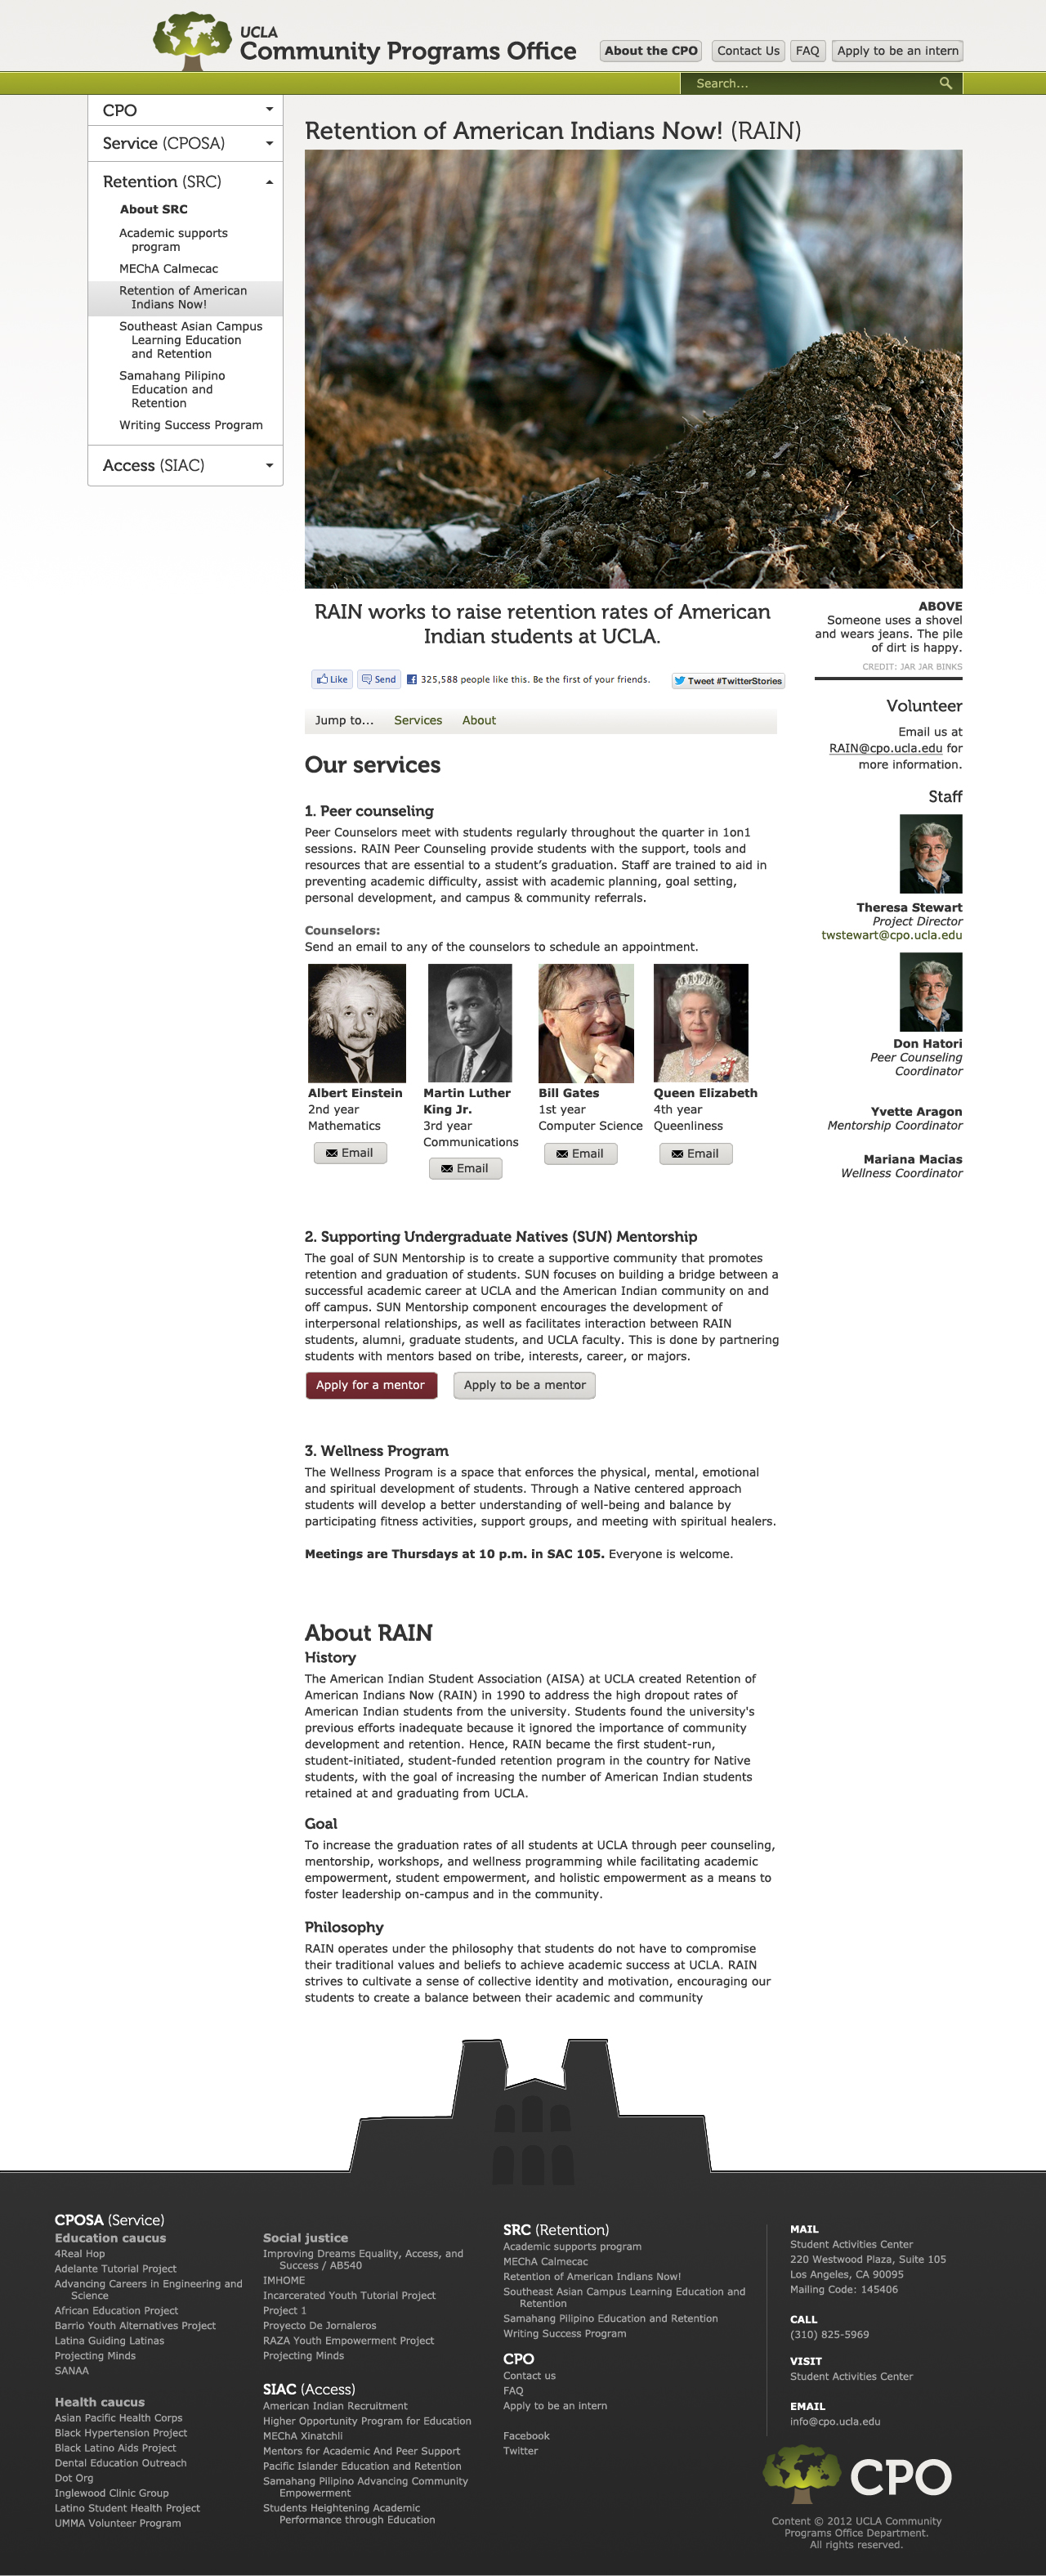 UCLA
Community Programs Office
About the CPO
Contact Us
FAQ
Apply to be an intern
Search...
CPO
Service (CPOSA)
Retention (SRC)
About SRC
Academic supports
program
MEChA Calmecac
Retention of American
Indians Now!
Southeast Asian Campus
Learning Education
and Retention
Samahang Pilipino
Education and
Retention
Writing Success Program
Access (SIAC)
Retention of American Indians Now! (RAIN)
RAIN works to raise retention rates of American
Indian students at UCLA.
Like
Send
325,588 people like this. Be the first of your friends.
Tweet #TwitterStories
Jump to...
Services
About
ABOVE
Someone uses a shovel
and wears jeans. The pile
of dirt is happy.
CREDIT: JAR JAR BINKS
Volunteer
Email us at
RAIN@cpo.ucla.edu for
more information.
Staff
Theresa Stewart
Project Director
twstewart@cpo.ucla.edu
Don Hatori
Peer Counseling
Coordinator
Yvette Aragon
Mentorship Coordinator
Mariana Macias
Wellness Coordinator
Our services
1. Peer counseling
Peer Counselors meet with students regularly throughout the quarter in 1on1
sessions. RAIN Peer Counseling provide students with the support, tools and
resources that are essential to a student's graduation. Staff are trained to aid in
preventing academic difficulty, assist with academic planning, goal setting,
personal development, and campus & community referrals.
Counselors:
Send an email to any of the counselors to schedule an appointment.
Albert Einstein
2nd year
Mathematics
Email
Martin Luther
King Jr.
3rd year
Communications
Email
Bill Gates
1st year
Computer Science
Email
Queen Elizabeth
4th year
Queenliness
Email
2. Supporting Undergraduate Natives (SUN) Mentorship
The goal of SUN Mentorship is to create a supportive community that promotes
retention and graduation of students. SUN focuses on building a bridge between a
successful academic career at UCLA and the American Indian community on and
off campus. SUN Mentorship component encourages the development of
interpersonal relationships, as well as facilitates interaction between RAIN
students, alumni, graduate students, and UCLA faculty. This is done by partnering
students with mentors based on tribe, interests, career, or majors.
Apply for a mentor
Apply to be a mentor
3. Wellness Program
The Wellness Program is a space that enforces the physical, mental, emotional
and spiritual development of students. Through a Native centered approach
students will develop a better understanding of well-being and balance by
participating fitness activities, support groups, and meeting with spiritual healers.
Meetings are Thursdays at 10 p.m. in SAC 105. Everyone is welcome.
About RAIN
History
The American Indian Student Association (AISA) at UCLA created Retention of
American Indians Now (RAIN) in 1990 to address the high dropout rates of
American Indian students from the university. Students found the university's
previous efforts inadequate because it ignored the importance of community
development and retention. Hence, RAIN became the first student-run,
student-initiated, student-funded retention program in the country for Native
students, with the goal of increasing the number of American Indian students
retained at and graduating from UCLA.
Goal
To increase the graduation rates of all students at UCLA through peer counseling,
mentorship, workshops, and wellness programming while facilitating academic
empowerment, student empowerment, and holistic empowerment as a means to
foster leadership on-campus and in the community.
Philosophy
RAIN operates under the philosophy that students do not have to compromise
their traditional values and beliefs to achieve academic success at UCLA. RAIN
strives to cultivate a sense of collective identity and motivation, encouraging our
students to create a balance between their academic and community
CPOSA (Service)
Education caucus
4Real Hop
Adelante Tutorial Project
Advancing Careers in Engineering and
Science
African Education Project
Barrio Youth Alternatives Project
Latina Guiding Latinas
Projecting Minds
SANAA
Health caucus
Asian Pacific Health Corps
Black Hypertension Project
Black Latino Aids Project
Dental Education Outreach
Dot Org
Inglewood Clinic Group
Latino Student Health Project
UMMA Volunteer Program
Social justice
Improving Dreams Equality, Access, and
Success / AB540
IMHOME
Incarcerated Youth Tutorial Project
Project 1
Proyecto De Jornaleros
RAZA Youth Empowerment Project
Projecting Minds
SIAC (Access)
American Indian Recruitment
Higher Opportunity Program for Education
MEChA Xinatchli
Mentors for Academic And Peer Support
Pacific Islander Education and Retention
Samahang Pilipino Advancing Community
Empowerment
Students Heightening Academic
Performance through Education
SRC (Retention)
Academic supports program
MEChA Calmecac
Retention of American Indians Now!
Southeast Asian Campus Learning Education and
Retention
Samahang Pilipino Education and Retention
Writing Success Program
CPO
Contact us
FAQ
Apply to be an intern
Facebook
Twitter
MAIL
Student Activities Center
220 Westwood Plaza, Suite 105
Los Angeles, CA 90095
Mailing Code: 145406
CALL
(310) 825-5969
VISIT
Student Activities Center
EMAIL
info@cpo.ucla.edu
CPO
Content © 2012 UCLA Community
Programs Office Department.
All rights reserved.